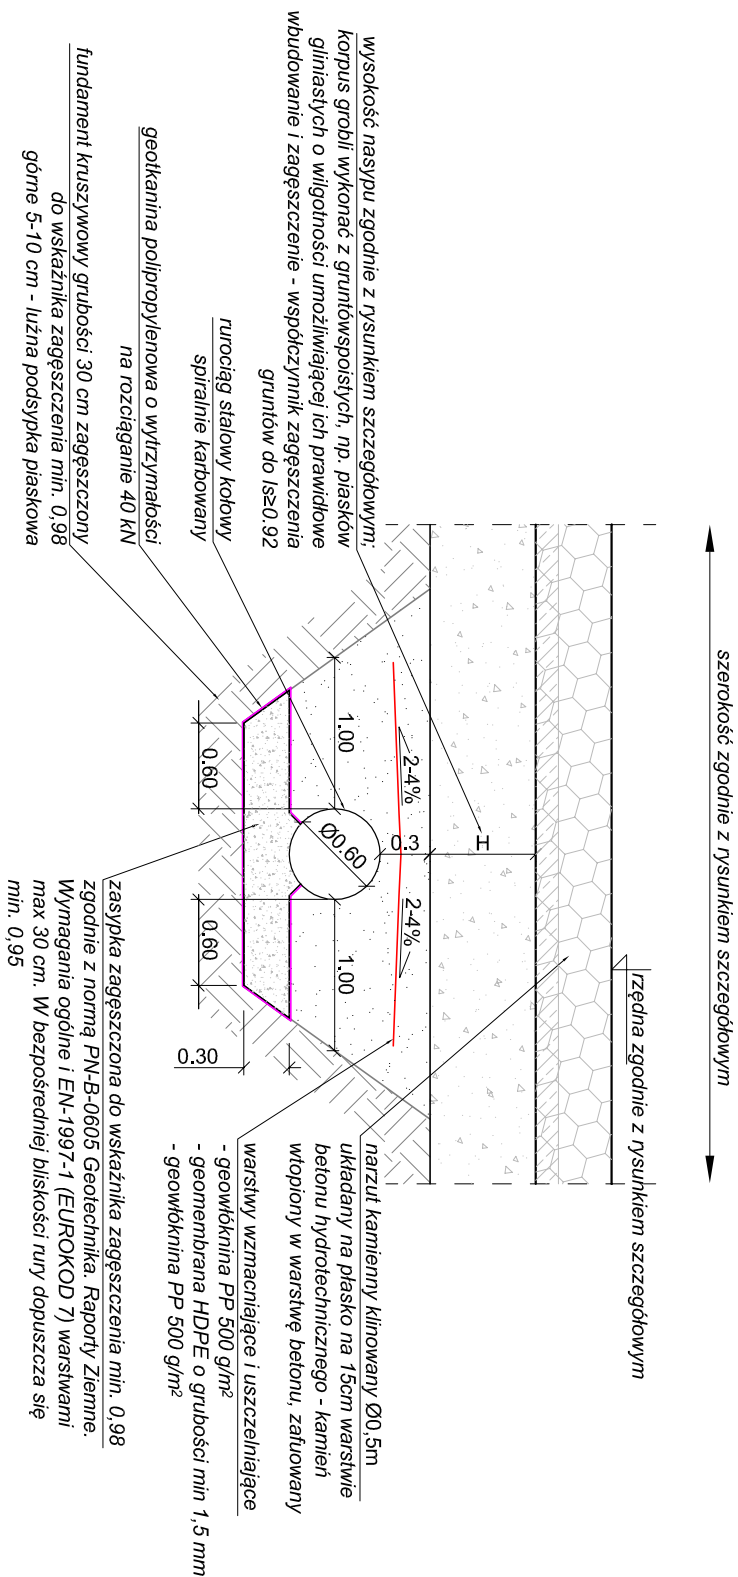 szerokość zgodnie z rysunkiem szczegółowym
rzędna zgodnie z rysunkiem szczegółowym
wysokość nasypu zgodnie z rysunkiem szczegółowym;
korpus grobli wykonać z gruntówspoistych, np. piasków
gliniastych o wilgotności umożliwiającej ich prawidłowe
wbudowanie i zagęszczenie - współczynnik zagęszczenia
gruntów do Is≥0.92
rurociąg stalowy kołowy
spiralnie karbowany
geotkanina polipropylenowa o wytrzymałości
na rozciąganie 40 kN
fundament kruszywowy grubości 30 cm zagęszczony
do wskaźnika zagęszczenia min. 0,98
górne 5-10 cm - luźna podsypka piaskowa
H
0.3
2-4%
2-4%
1.00
Ø0.60
1.00
0.60
0.60
0.30
narzut kamienny klinowany Ø0,5m
układany na płasko na 15cm warstwie
betonu hydrotechnicznego - kamień
wtopiony w warstwę betonu, zafuowany
warstwy wzmacniające i uszczelniające
- geowłóknina PP 500 g/m²
- geomembrana HDPE o grubości min 1,5 mm
- geowłóknina PP 500 g/m²
zasypka zagęszczona do wskaźnika zagęszczenia min. 0,98
zgodnie z normą PN-B-0605 Geotechnika. Raporty Ziemne.
Wymagania ogólne i EN-1997-1 (EUROKOD 7) warstwami
max 30 cm. W bezpośredniej bliskości rury dopuszcza się
min. 0,95